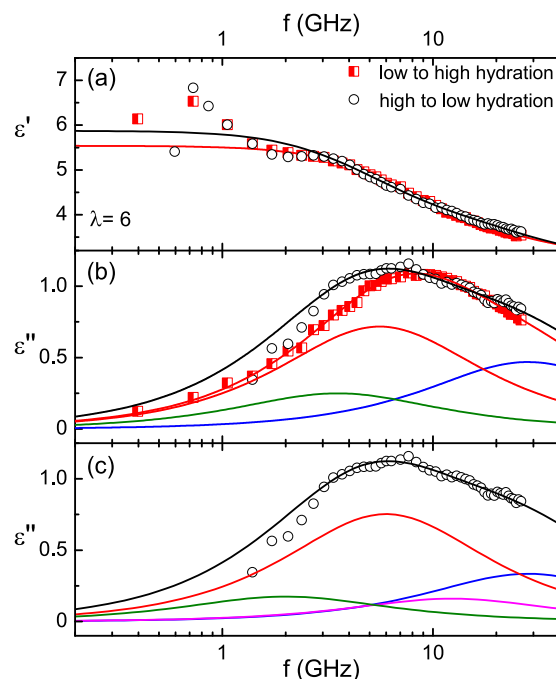 f (GHz)
1 10
(a)
low to high hydration
high to low hydration
7
6
5
4
ε'
λ= 6
(b)
1.0
0.5
0
ε''
(c)
1.0
0.5
0
ε''
1 10
f (GHz)